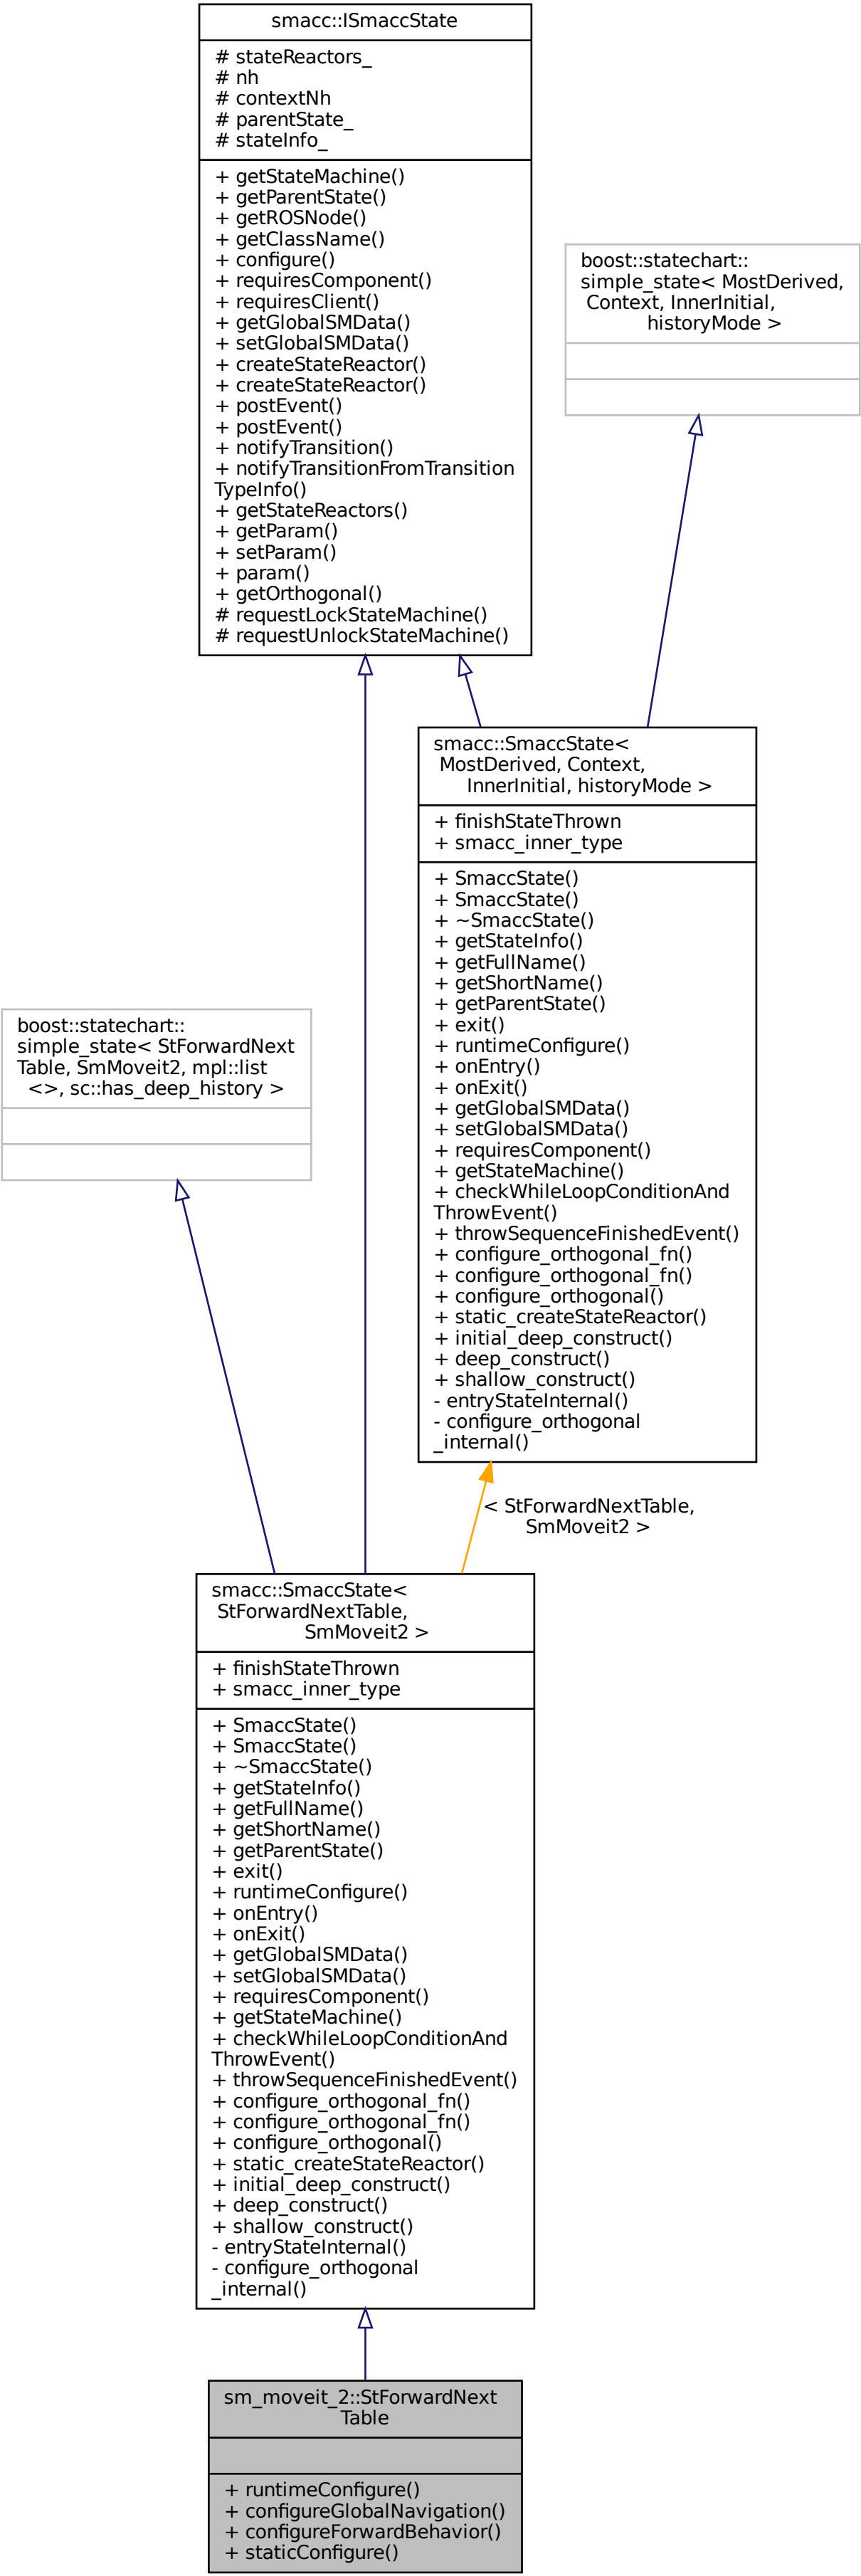 smacc::ISmaccState
# stateReactors_
# nh
# contextNh
# parentState_
# stateInfo_
+ getStateMachine()
+ getParentState()
+ getROSNode()
+ getClassName()
+ configure()
+ requiresComponent()
+ requiresClient()
+ getGlobalSMData()
+ setGlobalSMData()
+ createStateReactor()
+ createStateReactor()
+ postEvent()
+ postEvent()
+ notifyTransition()
+ notifyTransitionFromTransition
TypeInfo()
+ getStateReactors()
+ getParam()
+ setParam()
+ param()
+ getOrthogonal()
# requestLockStateMachine()
# requestUnlockStateMachine()
boost::statechart::
simple_state< MostDerived,
Context, InnerInitial,
historyMode >
smacc::SmaccState<
MostDerived, Context,
InnerInitial, historyMode >
+ finishStateThrown
+ smacc_inner_type
+ SmaccState()
+ SmaccState()
+ ~SmaccState()
+ getStateInfo()
+ getFullName()
+ getShortName()
+ getParentState()
+ exit()
+ runtimeConfigure()
+ onEntry()
+ onExit()
+ getGlobalSMData()
+ setGlobalSMData()
+ requiresComponent()
+ getStateMachine()
+ checkWhileLoopConditionAnd
ThrowEvent()
+ throwSequenceFinishedEvent()
+ configure_orthogonal_fn()
+ configure_orthogonal_fn()
+ configure_orthogonal()
+ static_createStateReactor()
+ initial_deep_construct()
+ deep_construct()
+ shallow_construct()
- entryStateInternal()
- configure_orthogonal
_internal()
boost::statechart::
simple_state< StForwardNext
Table, SmMoveit2, mpl::list
<>, sc::has_deep_history >
< StForwardNextTable,
SmMoveit2 >
smacc::SmaccState<
StForwardNextTable,
SmMoveit2 >
+ finishStateThrown
+ smacc_inner_type
+ SmaccState()
+ SmaccState()
+ ~SmaccState()
+ getStateInfo()
+ getFullName()
+ getShortName()
+ getParentState()
+ exit()
+ runtimeConfigure()
+ onEntry()
+ onExit()
+ getGlobalSMData()
+ setGlobalSMData()
+ requiresComponent()
+ getStateMachine()
+ checkWhileLoopConditionAnd
ThrowEvent()
+ throwSequenceFinishedEvent()
+ configure_orthogonal_fn()
+ configure_orthogonal_fn()
+ configure_orthogonal()
+ static_createStateReactor()
+ initial_deep_construct()
+ deep_construct()
+ shallow_construct()
- entryStateInternal()
- configure_orthogonal
_internal()
sm_moveit_2::StForwardNext
Table
+ runtimeConfigure()
+ configureGlobalNavigation()
+ configureForwardBehavior()
+ staticConfigure()